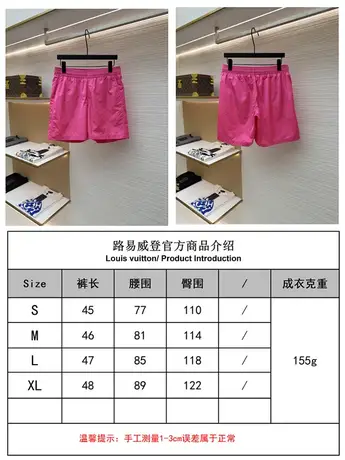 路易威登官方商品介绍
Louis vuitton/ Product Introduction
Size 裤长 腰围 臀围 / 成衣克重
S 45 77 110 /
M 46 81 114 /
L 47 85 118 / 155g
XL 48 89 122 /
温馨提示：手工测量1-3cm误差属于正常